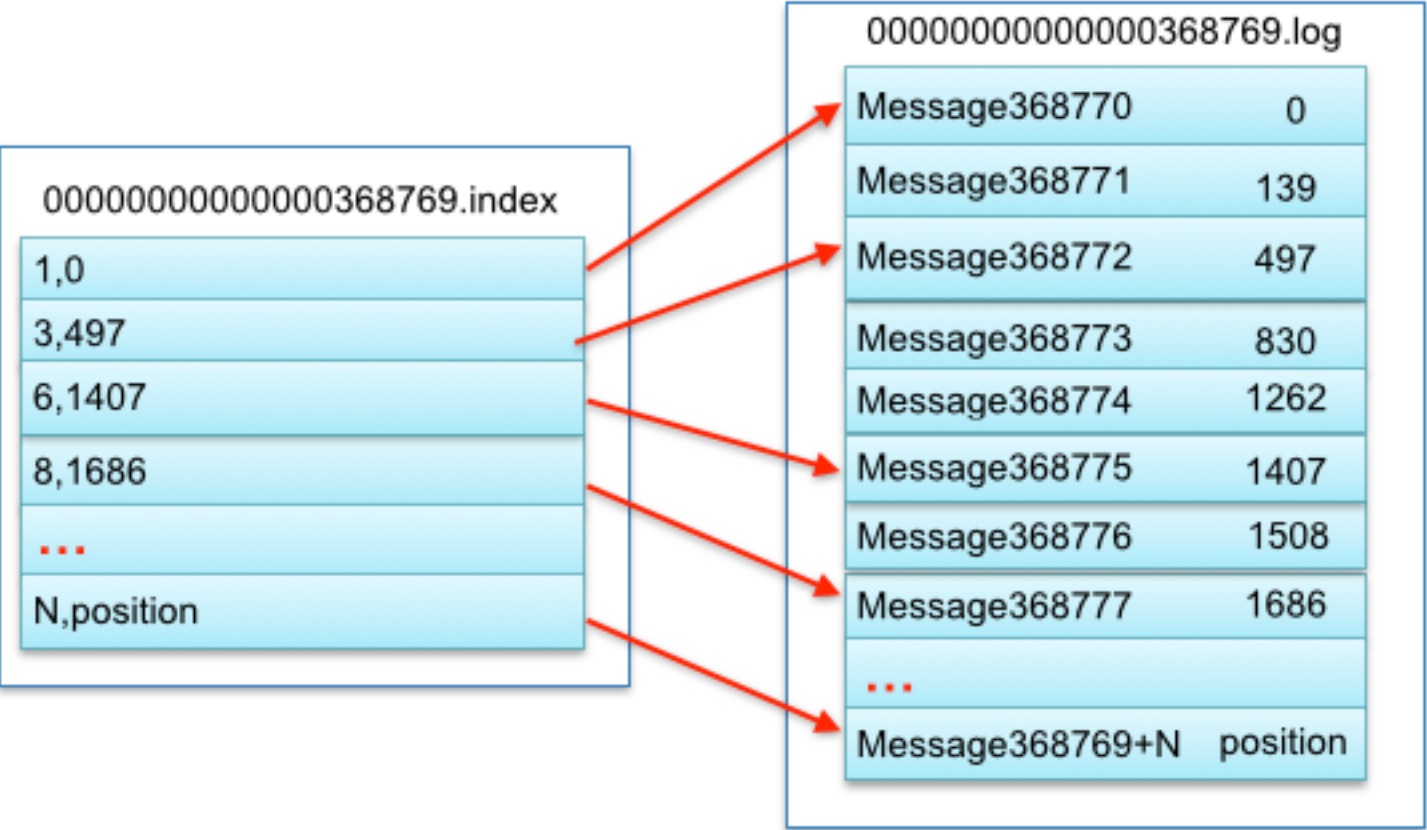 00000000000000368769.index
1,0
3,497
6,1407
8,1686
...
N,position
00000000000000368769.log
Message368770 0
Message368771 139
Message368772 497
Message368773 830
Message368774 1262
Message368775 1407
Message368776 1508
Message368777 1686
...
Message368769+N position